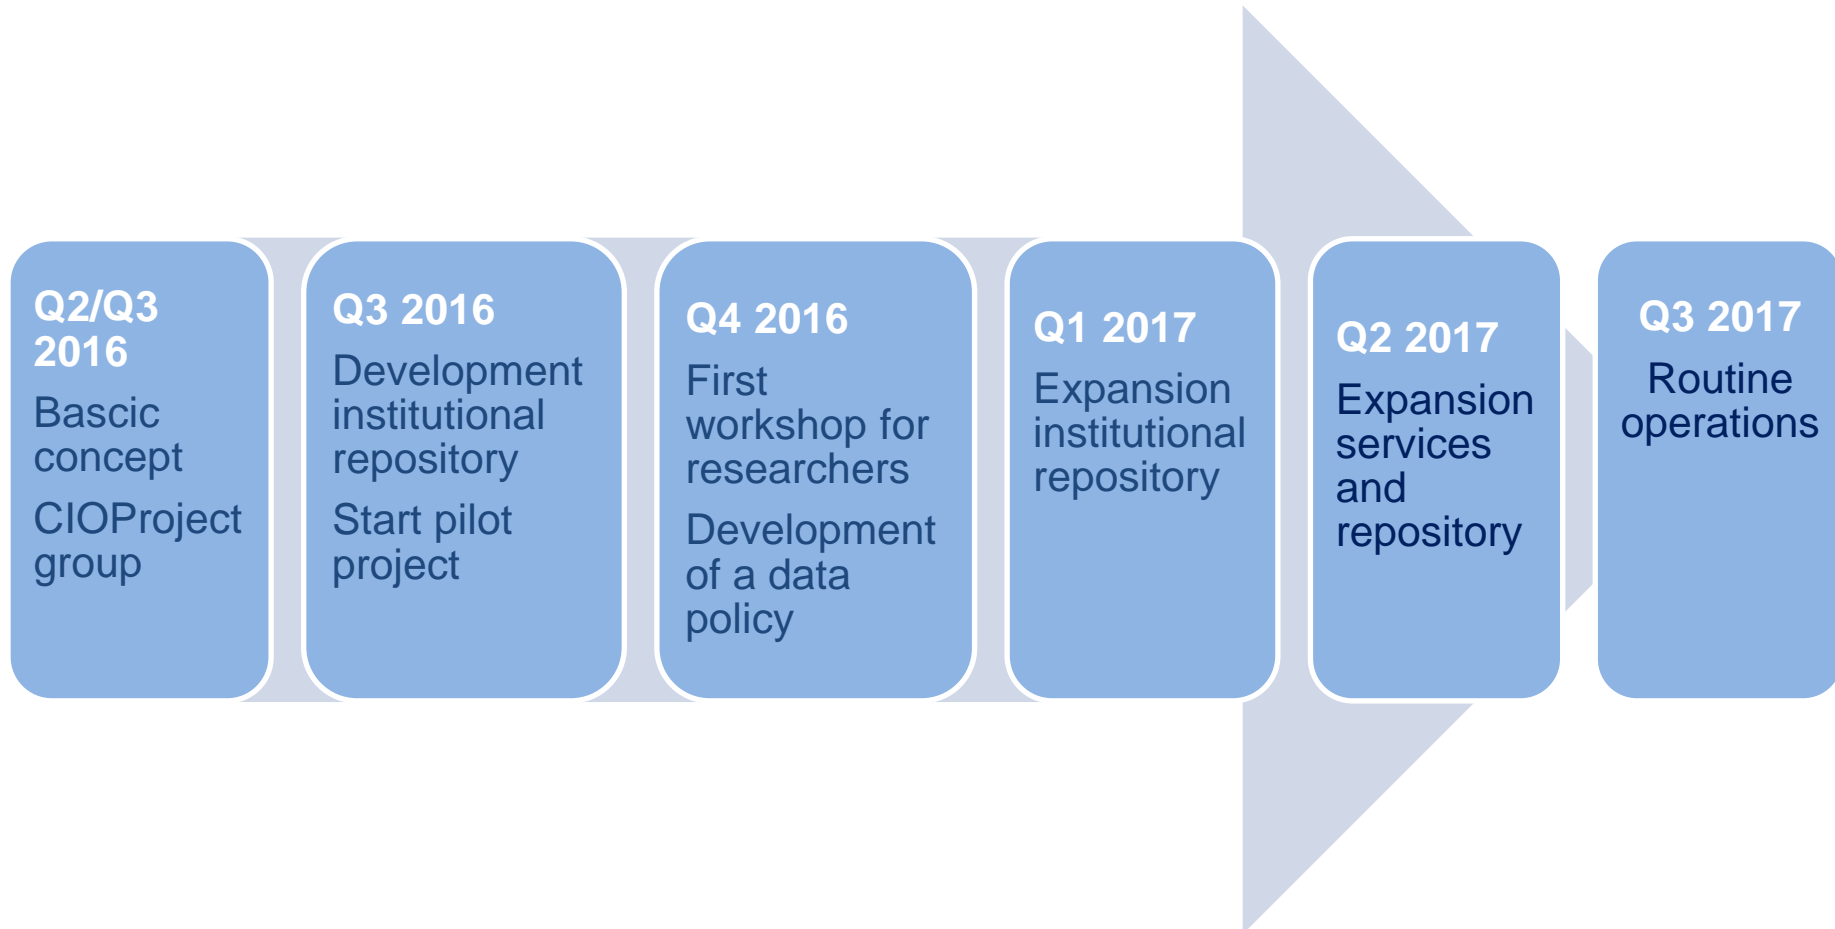 Q2/Q3
2016
Bascic
concept
CIOProject
group
Q3 2016
Development
institutional
repository
Start pilot
project
Q4 2016
First
workshop for
researchers
Development
of a data
policy
Q1 2017
Expansion
institutional
repository
Q2 2017
Expansion
services
and
repository
Q3 2017
Routine
operations